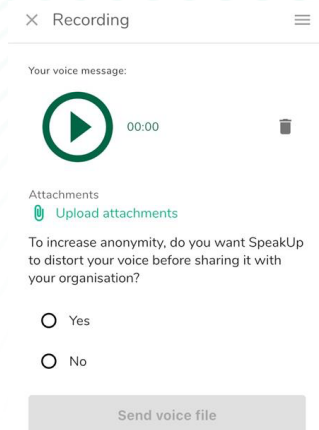 Recording
Your voice message:
00:00
Attachments
Upload attachments
To increase anonymity, do you want SpeakUp
to distort your voice before sharing it with
your organisation?
Yes
No
Send voice file